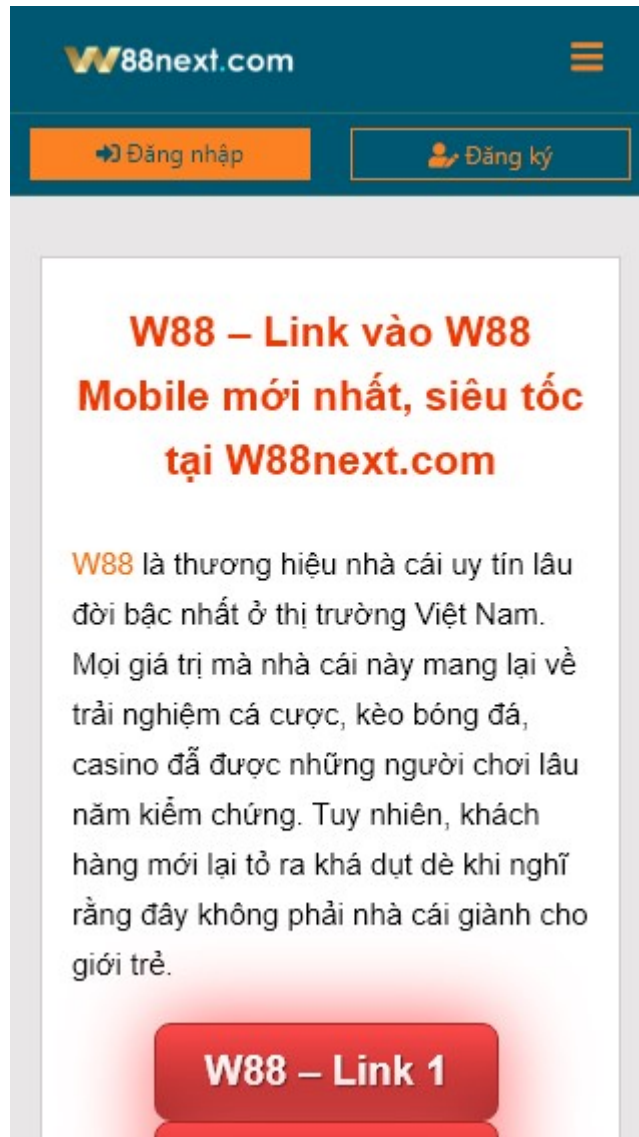 W88next.com
Đăng nhập
Đăng ký
W88 – Link vào W88
Mobile mới nhất, siêu tốc
tại W88next.com
W88 là thương hiệu nhà cái uy tín lâu
đời bậc nhất ở thị trường Việt Nam.
Mọi giá trị mà nhà cái này mang lại về
trải nghiệm cá cược, kèo bóng đá,
casino đẫ được những người chơi lâu
năm kiểm chứng. Tuy nhiên, khách
hàng mới lại tỏ ra khá dụt dè khi nghĩ
rằng đây không phải nhà cái giành cho
giới trẻ.
W88 – Link 1